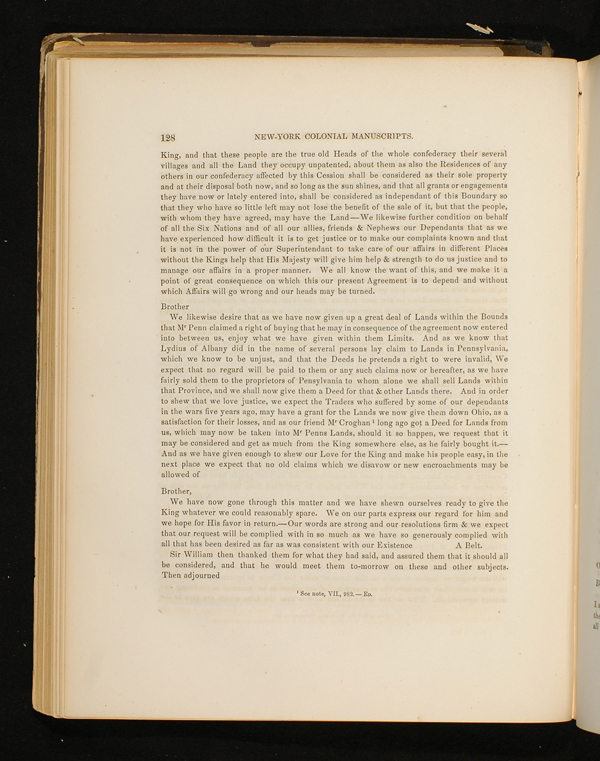 128 NEW-YORK COLONIAL MANUSCRIPTS.
King, and that these people are the true old Heads of the whole confederacy their several
villages and all the Land they occupy unpatented, about them as also the Residences of any
others in our confederacy affected by this Cession shall be considered as their sole property
and at their disposal both now, and so long as the sun shines, and that all grants or engagements
they have now or lately entered into, shall be considered as independant of this Boundary so
that they who have so little left may not lose the benefit of the sale of it, but that the people,
with whom they have agreed, may have the Land—We likewise further condition on behalf
of all the Six Nations and of all our allies, friends & Nephews our Dependants that as we
have experienced how difficult it is to get justice or to make our complaints known and that
it is not in the power of our Superintendant to take care of our affairs in different Places
without the Kings help that His Majesty will give him help & strength to do us justice and to
manage our affairs in a proper manner. We all know the want of this, and we make it a
point of great consequence on which this our present Agreement is to depend and without
which Affairs will go wrong and our heads may be turned.
Brother
We likewise desire that as we have now given up a great deal of Lands within the Bounds
that Mr Penn claimed a right of buying that he may in consequence of the agreement now entered
into between us, enjoy what we have given within them Limits. And as we know that
Lydius of Albany did in the name of several persons lay claim to Lands in Pennsylvania,
which we know to be unjust, and that the Deeds he pretends a right to were invalid, We
expect that no regard will be paid to them or any such claims now or hereafter, as we have
fairly sold them to the proprietors of Pensylvania to whom alone we shall sell Lands within
that Province, and we shall now give them a Deed for that & other Lands there. And in order
to shew that we love justice, we expect the Traders who suffered by some of our dependants
in the wars five years ago, may have a grant for the Lands we now give them down Ohio, as a
satisfaction for their losses, and as our friend Mr Croghan 1 long ago got a Deed for Lands from
us, which may now be taken into Mr Penns Lands, should it so happen, we request that it
may be considered and get as much from the King somewhere else, as he fairly bought it.—
And as we have given enough to shew our Love for the King and make his people easy, in the
next place we expect that no old claims which we disavow or new encroachments may be
allowed of
Brother,
We have now gone through this matter and we have shewn ourselves ready to give the
King whatever we could reasonably spare. We on our parts express our regard for him and
we hope for His favor in return.—Our words are strong and our resolutions firm & we expect
that our request will be complied with in so much as we have so generously complied with
all that has been desired as far as was consistent with our Existence A Belt.
Sir William then thanked them for what they had said, and assured them that it should all
be considered, and that he would meet them to-morrow on these and other subjects.
Then adjourned
1 See note, VII., 982. — ED.